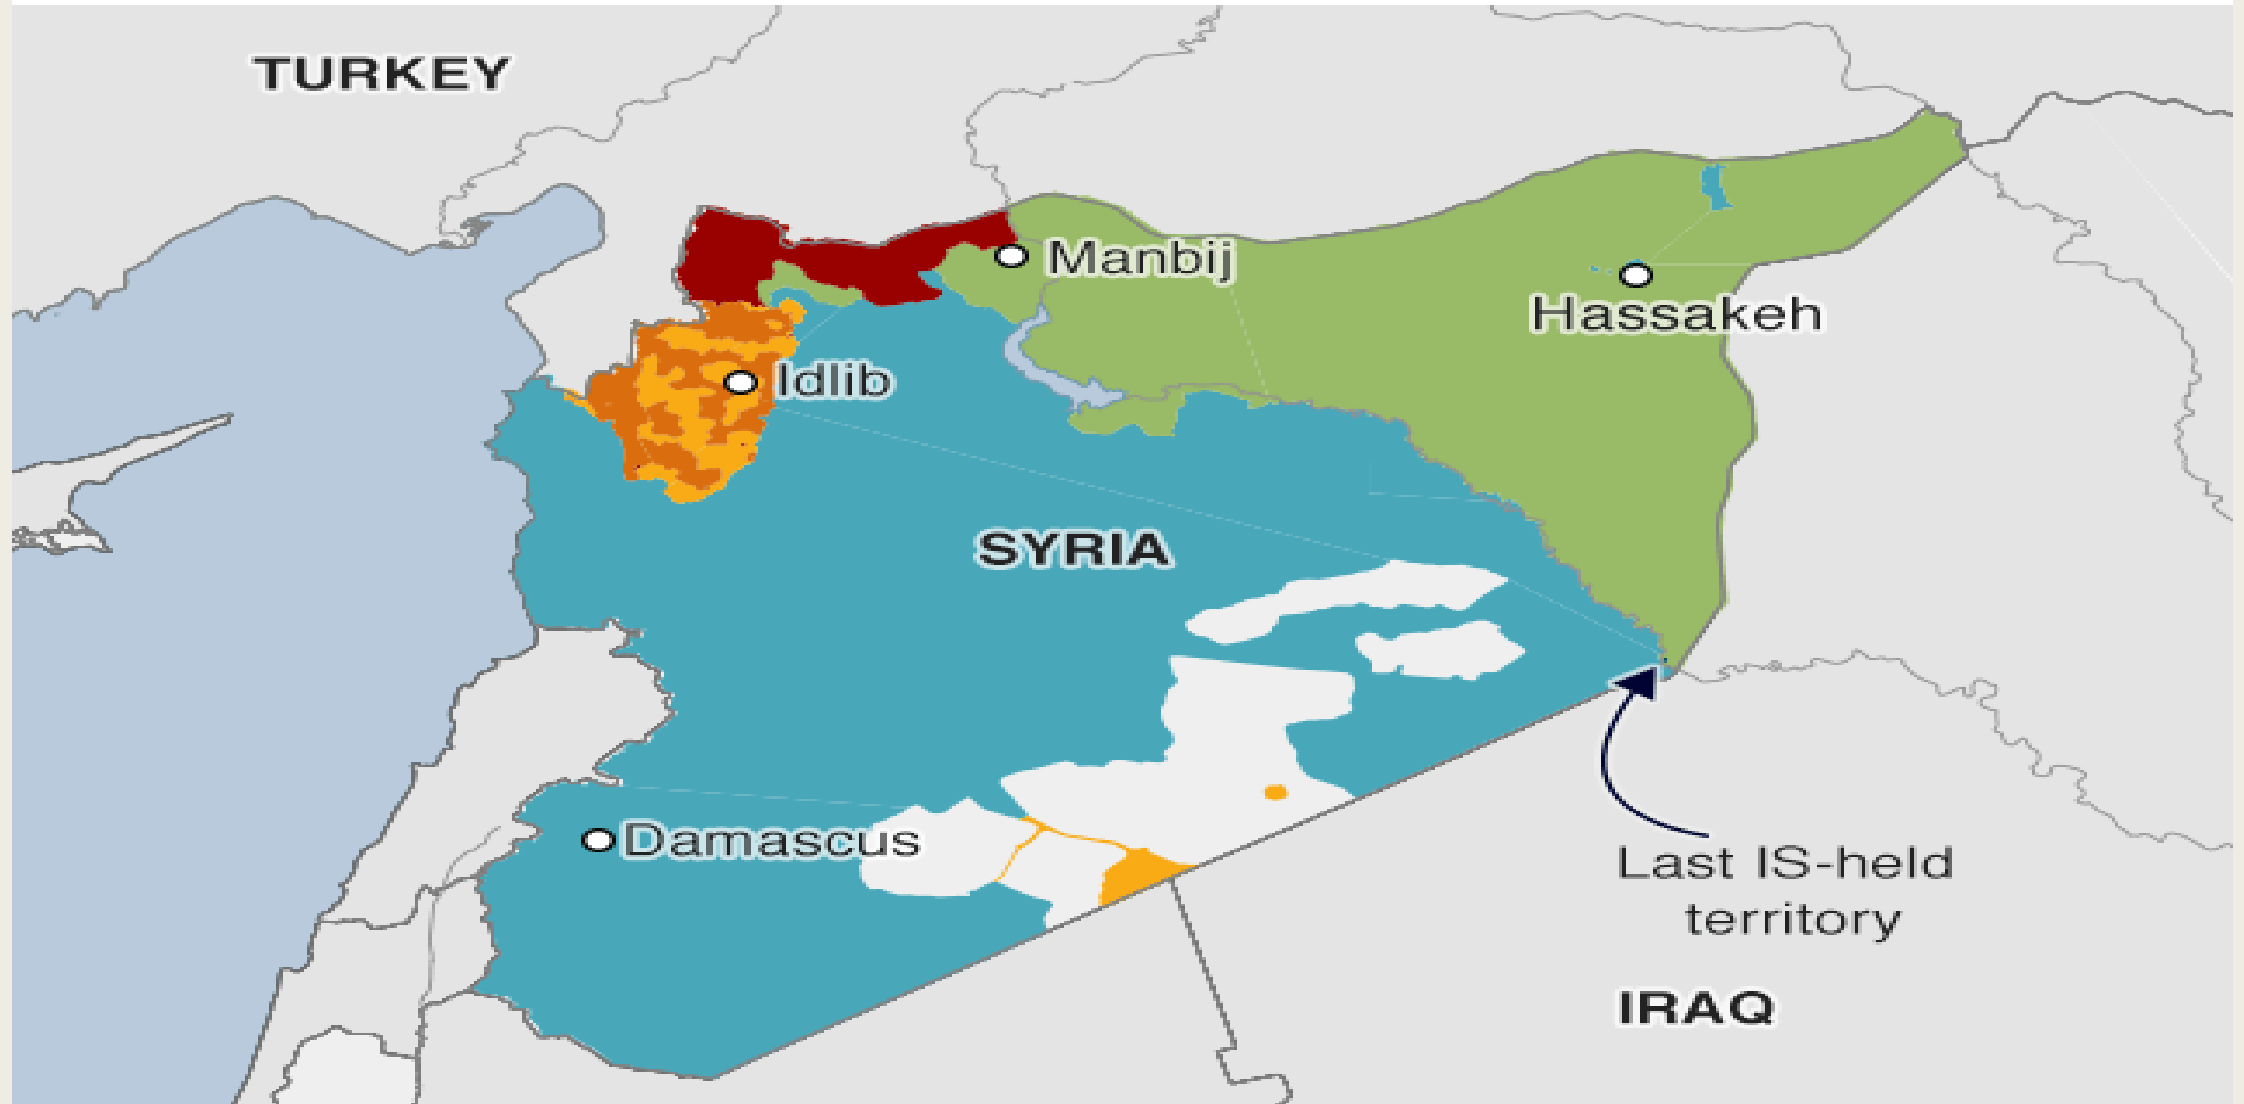 TURKEY
Manbij
Hassakeh
Idlib
SYRIA
Damascus
Last IS-held
territory
IRAQ